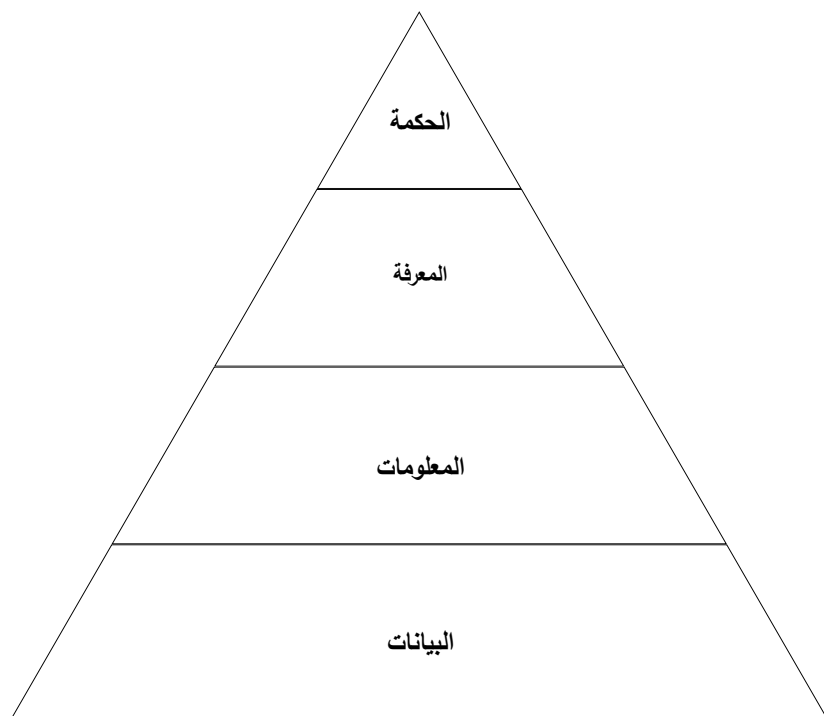 الحكمة
المعرفة
المعلومات
البيانات